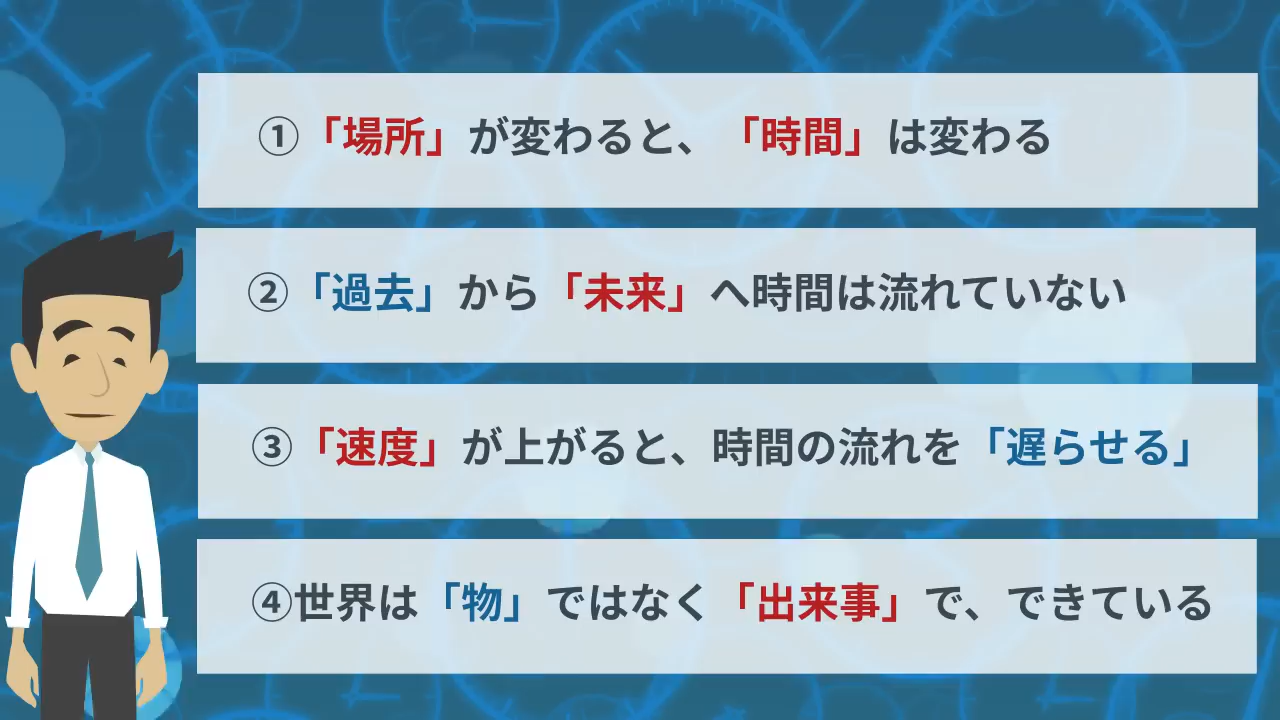 ①「場所」が変わると、「時間」は変わる
②「過去」から「未来」へ時間は流れていない
③「速度」が上がると、時間の流れを「遅らせる」
④世界は「物」ではなく「出来事」で、できている